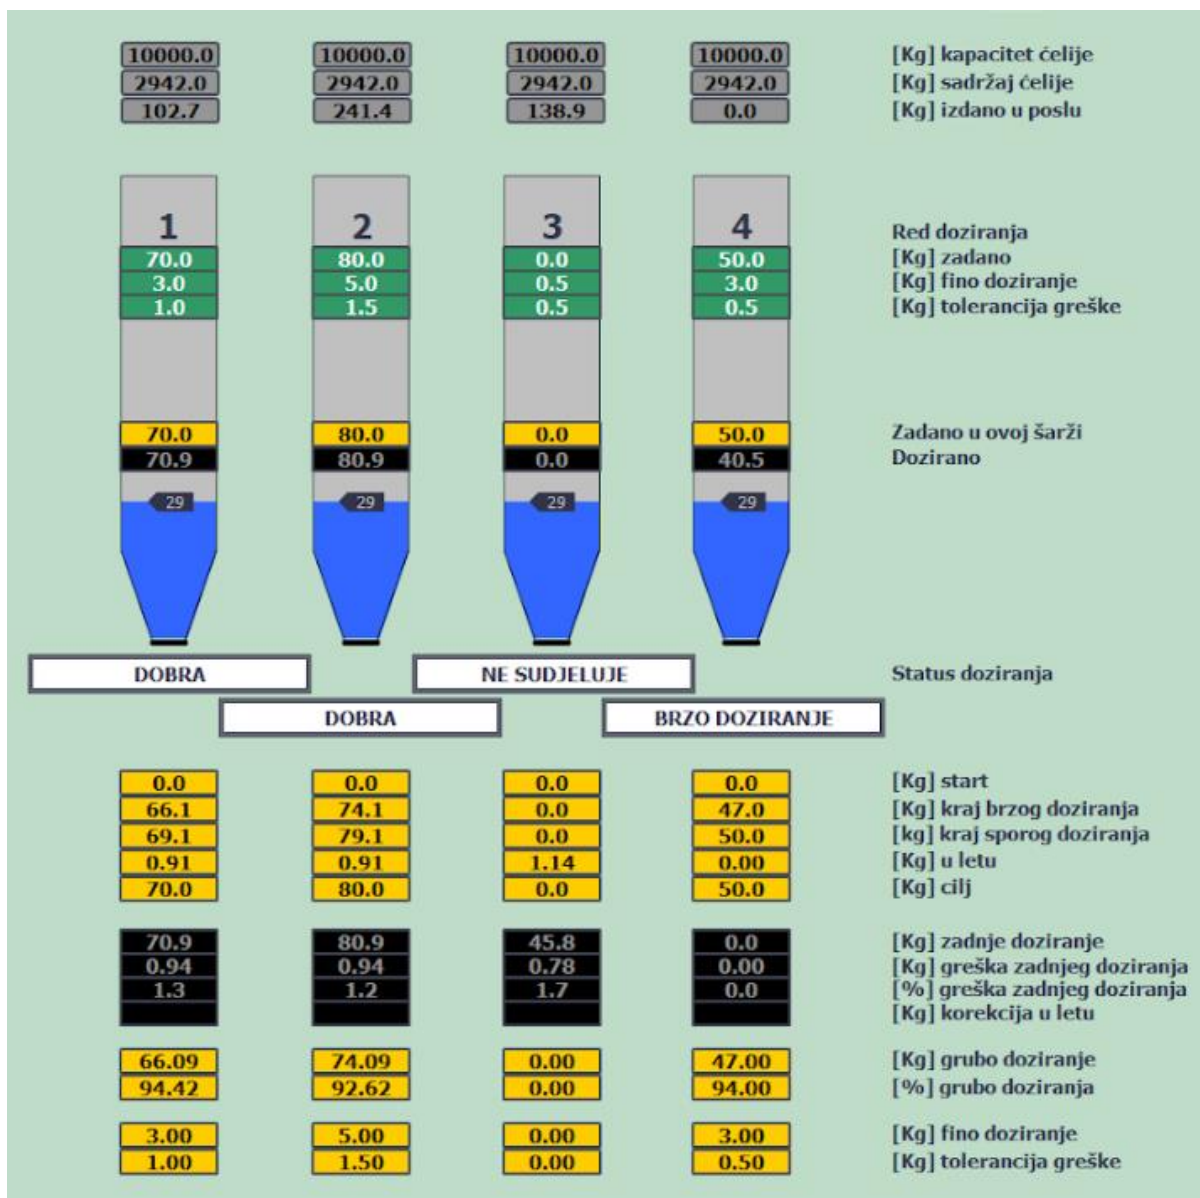 10000.0 10000.0 10000.0 10000.0 [Kg] kapacitet ćelije
2942.0 2942.0 2942.0 2942.0 [Kg] sadržaj ćelije
102.7 241.4 138.9 0.0 [Kg] izdano u poslu
1 2 3 4 Red doziranja
70.0 80.0 0.0 50.0 [Kg] zadano
3.0 5.0 0.5 3.0 [Kg] fino doziranje
1.0 1.5 0.5 0.5 [Kg] tolerancija greške
70.0 80.0 0.0 50.0 Zadano u ovoj šarži
70.9 80.9 0.0 40.5 Dozirano
29 29 29 29
DOBRA NE SUDJELUJE Status doziranja
DOBRA BRZO DOZIRANJE
0.0 0.0 0.0 0.0 [Kg] start
66.1 74.1 0.0 47.0 [Kg] kraj brzog doziranja
69.1 79.1 0.0 50.0 [kg] kraj sporog doziranja
0.91 0.91 1.14 0.00 [Kg] u letu
70.0 80.0 0.0 50.0 [Kg] cilj
70.9 80.9 45.8 0.0 [Kg] zadnje doziranje
0.94 0.94 0.78 0.00 [Kg] greška zadnjeg doziranja
1.3 1.2 1.7 0.0 [%] greška zadnjeg doziranja
[Kg] korekcija u letu
66.09 74.09 0.00 47.00 [Kg] grubo doziranje
94.42 92.62 0.00 94.00 [%] grubo doziranja
3.00 5.00 0.00 3.00 [Kg] fino doziranje
1.00 1.50 0.00 0.50 [Kg] tolerancija greške